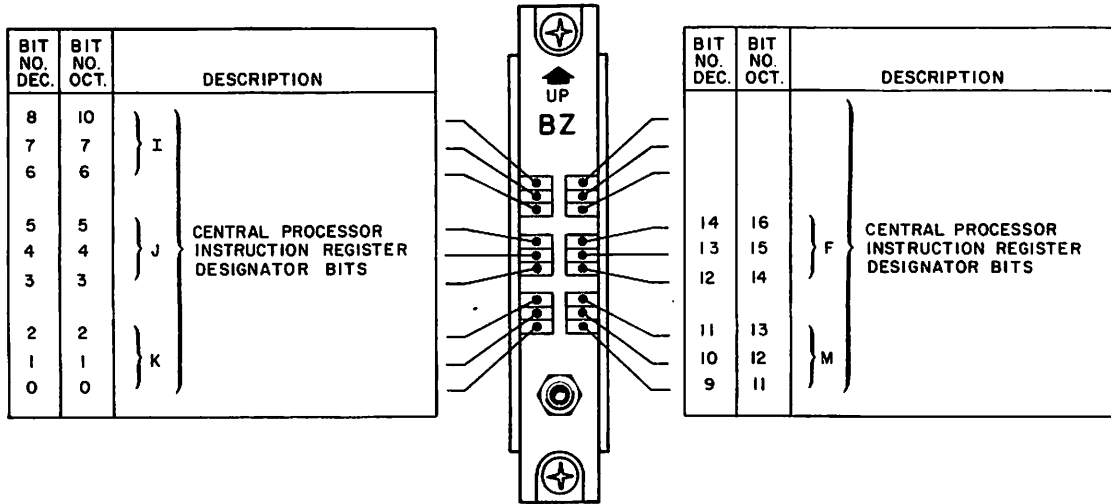 BIT NO. DEC. BIT NO. OCT. DESCRIPTION
8 10
7 7 I
6 6
5 5
4 4 J
3 3
2 2
1 1 K
0 0
CENTRAL PROCESSOR
INSTRUCTION REGISTER
DESIGNATOR BITS
UP
BZ
BIT NO. DEC. BIT NO. OCT. DESCRIPTION
14 16
13 15 F
12 14
11 13
10 12 M
9 11
CENTRAL PROCESSOR
INSTRUCTION REGISTER
DESIGNATOR BITS